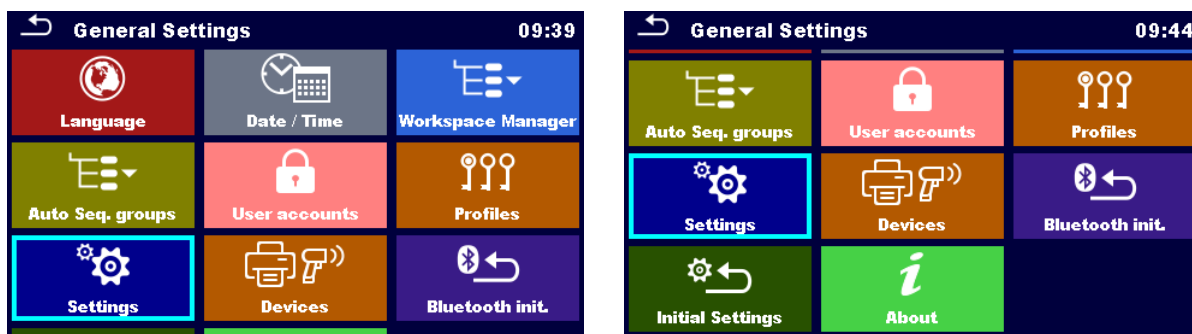 General Settings 09:39
Language Date / Time Workspace Manager
Auto Seq. groups User accounts Profiles
Settings Devices Bluetooth init.
General Settings 09:44
Auto Seq. groups User accounts Profiles
Settings Devices Bluetooth init.
Initial Settings About